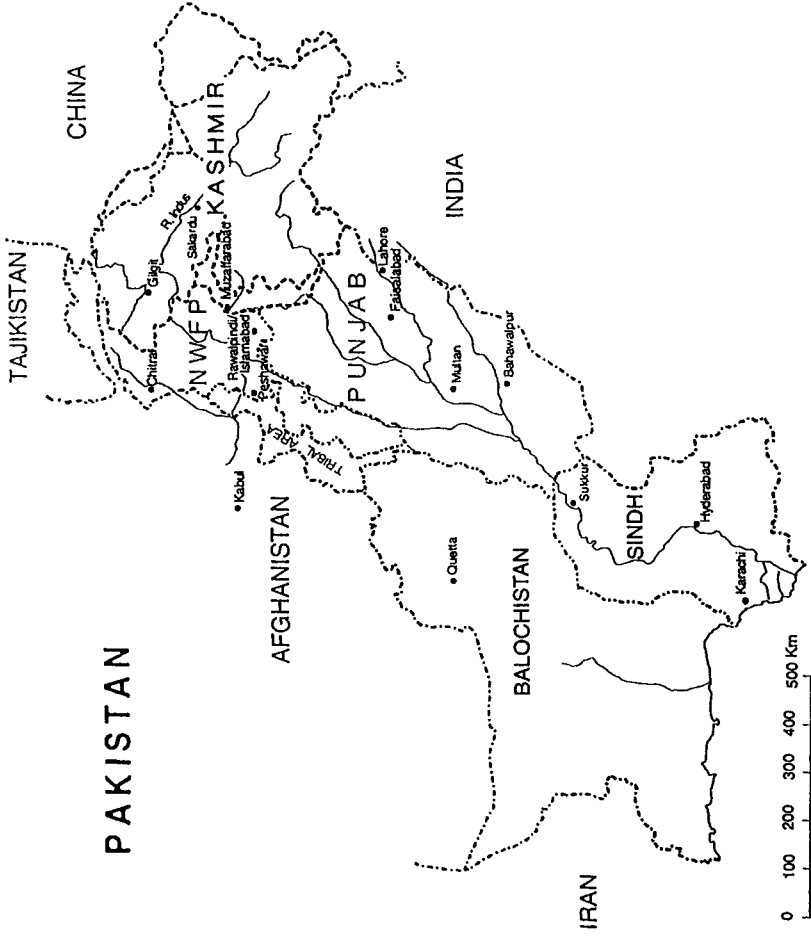 PAKISTAN
TAJIKISTAN
CHINA
Chitral
Gilgit
R. Indus
Sakardu
KASHMIR
NWFP
Muzaffarabad
Rawalpindi/
Islamabad
Peshawar
Kabul
TRIBAL AREA
AFGHANISTAN
PUNJAB
Lahore
Faisalabad
INDIA
Multan
Bahawalpur
Quetta
BALOCHISTAN
Sukkur
SINDH
Hyderabad
Karachi
IRAN
0 100 200 300 400 500 Km